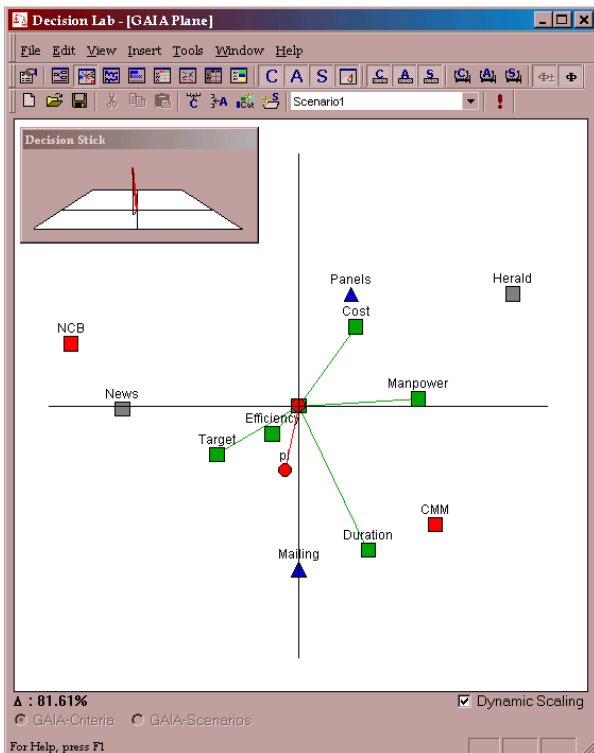 Decision Lab - [GAIA Plane]
File Edit View Insert Tools Window Help
C A S C A S (C) (A) (S) Φ± Φ
Scenario1
Decision Stick
Panels
Herald
Cost
NCB
Manpower
News
Efficiency
Target
pi
CMM
Duration
Mailing
Δ : 81.61%
Dynamic Scaling
GAIA-Criteria GAIA-Scenarios
For Help, press F1